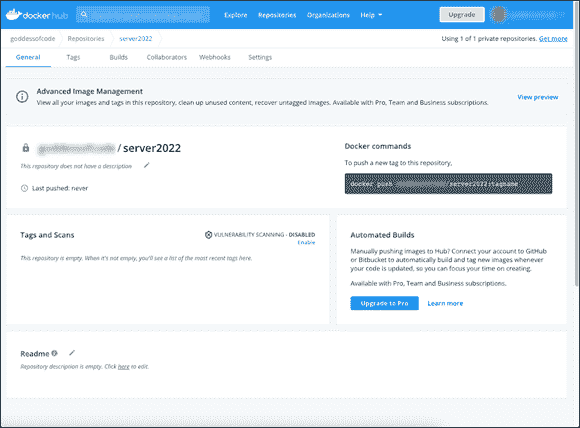 docker hub
Explore Repositories Organizations Help Upgrade
goddessofcode Repositories server2022 Using 1 of 1 private repositories. Get more
General Tags Builds Collaborators Webhooks Settings
Advanced Image Management
View all your images and tags in this repository, clean up unused content, recover untagged images. Available with Pro, Team and Business subscriptions.
View preview
/ server2022
This repository does not have a description
Last pushed: never
Docker commands
To push a new tag to this repository,
docker push /server2022:tagname
Tags and Scans
VULNERABILITY SCANNING - DISABLED
Enable
This repository is empty. When it's not empty, you'll see a list of the most recent tags here.
Automated Builds
Manually pushing images to Hub? Connect your account to GitHub
or Bitbucket to automatically build and tag new images whenever
your code is updated, so you can focus your time on creating.
Available with Pro, Team and Business subscriptions.
Upgrade to Pro Learn more
Readme
Repository description is empty. Click here to edit.